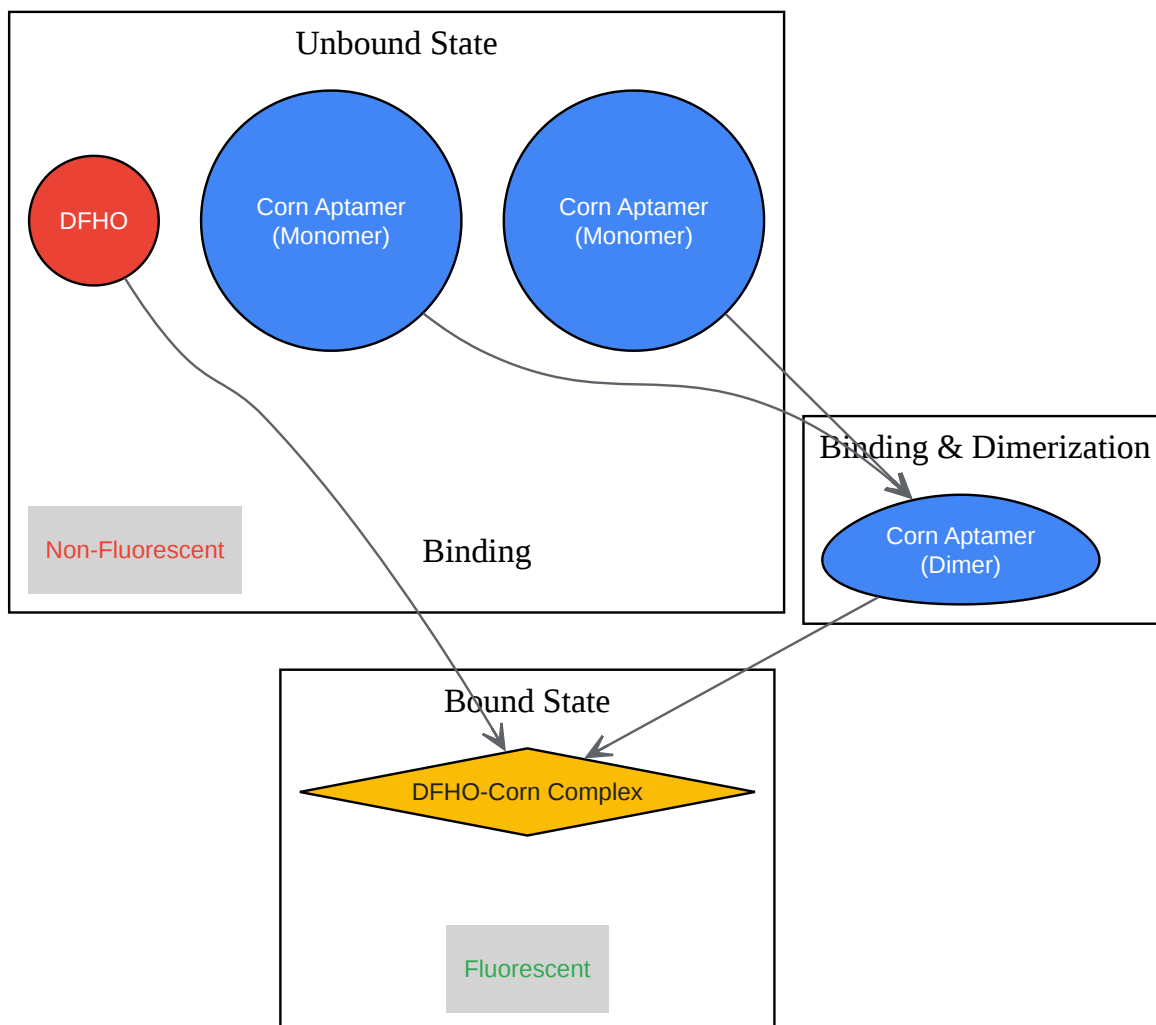 Unbound State
DFHO
Corn Aptamer
(Monomer)
Corn Aptamer
(Monomer)
Non-Fluorescent
Binding
Binding & Dimerization
Corn Aptamer
(Dimer)
Bound State
DFHO-Corn Complex
Fluorescent